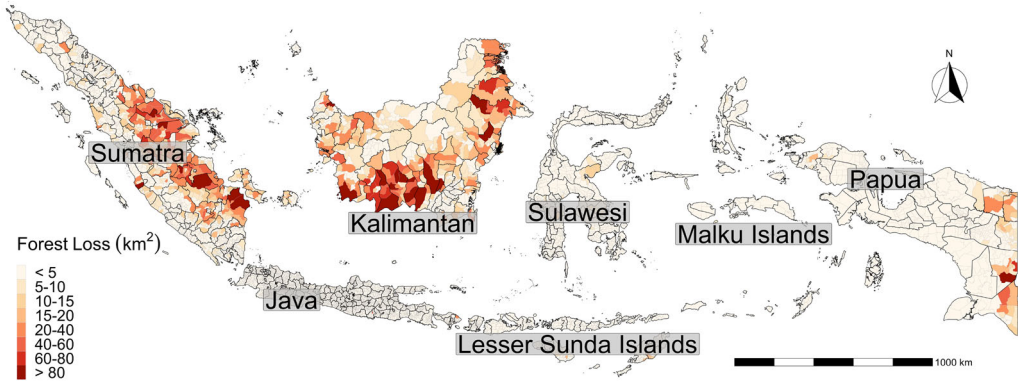 N
Sumatra
Papua
Kalimantan
Sulawesi
Malku Islands
Forest Loss (km²)
< 5
5-10
10-15
15-20
20-40
40-60
60-80
> 80
Java
Lesser Sunda Islands
1000 km